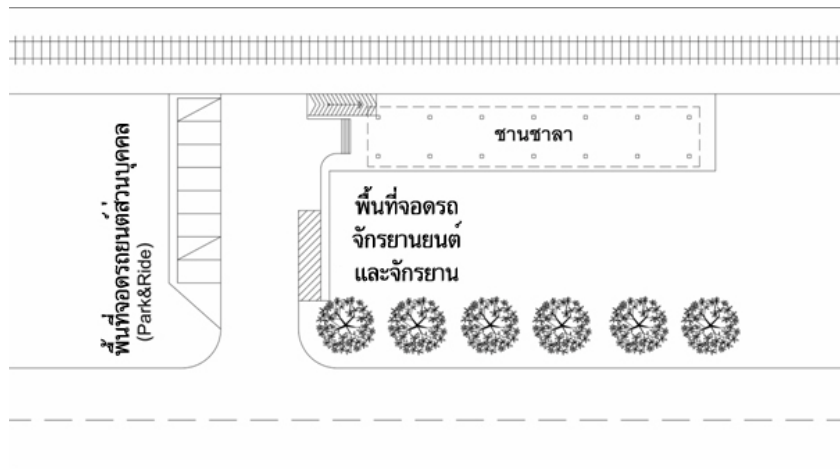 ชานชาลา
พื้นที่จอดรถยนต์ส่วนบุคคล
(Park&Ride)
พื้นที่จอดรถ
จักรยานยนต์
และจักรยาน